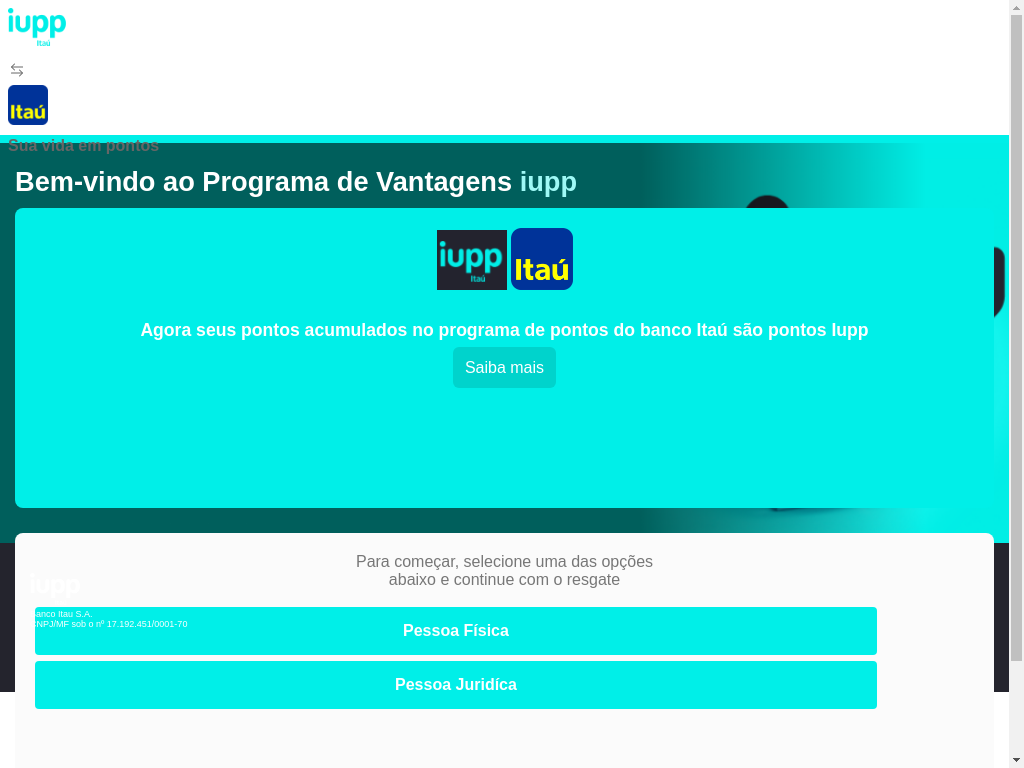 iupp
Itaú
⇆
Itaú
Sua vida em pontos
Bem-vindo ao Programa de Vantagens iupp
iupp
Itaú
Itaú
Agora seus pontos acumulados no programa de pontos do banco Itaú são pontos Iupp
Saiba mais
Para começar, selecione uma das opções
abaixo e continue com o resgate
iupp
Banco Itau S.A.
CNPJ/MF sob o nº 17.192.451/0001-70
Pessoa Física
Pessoa Juridíca